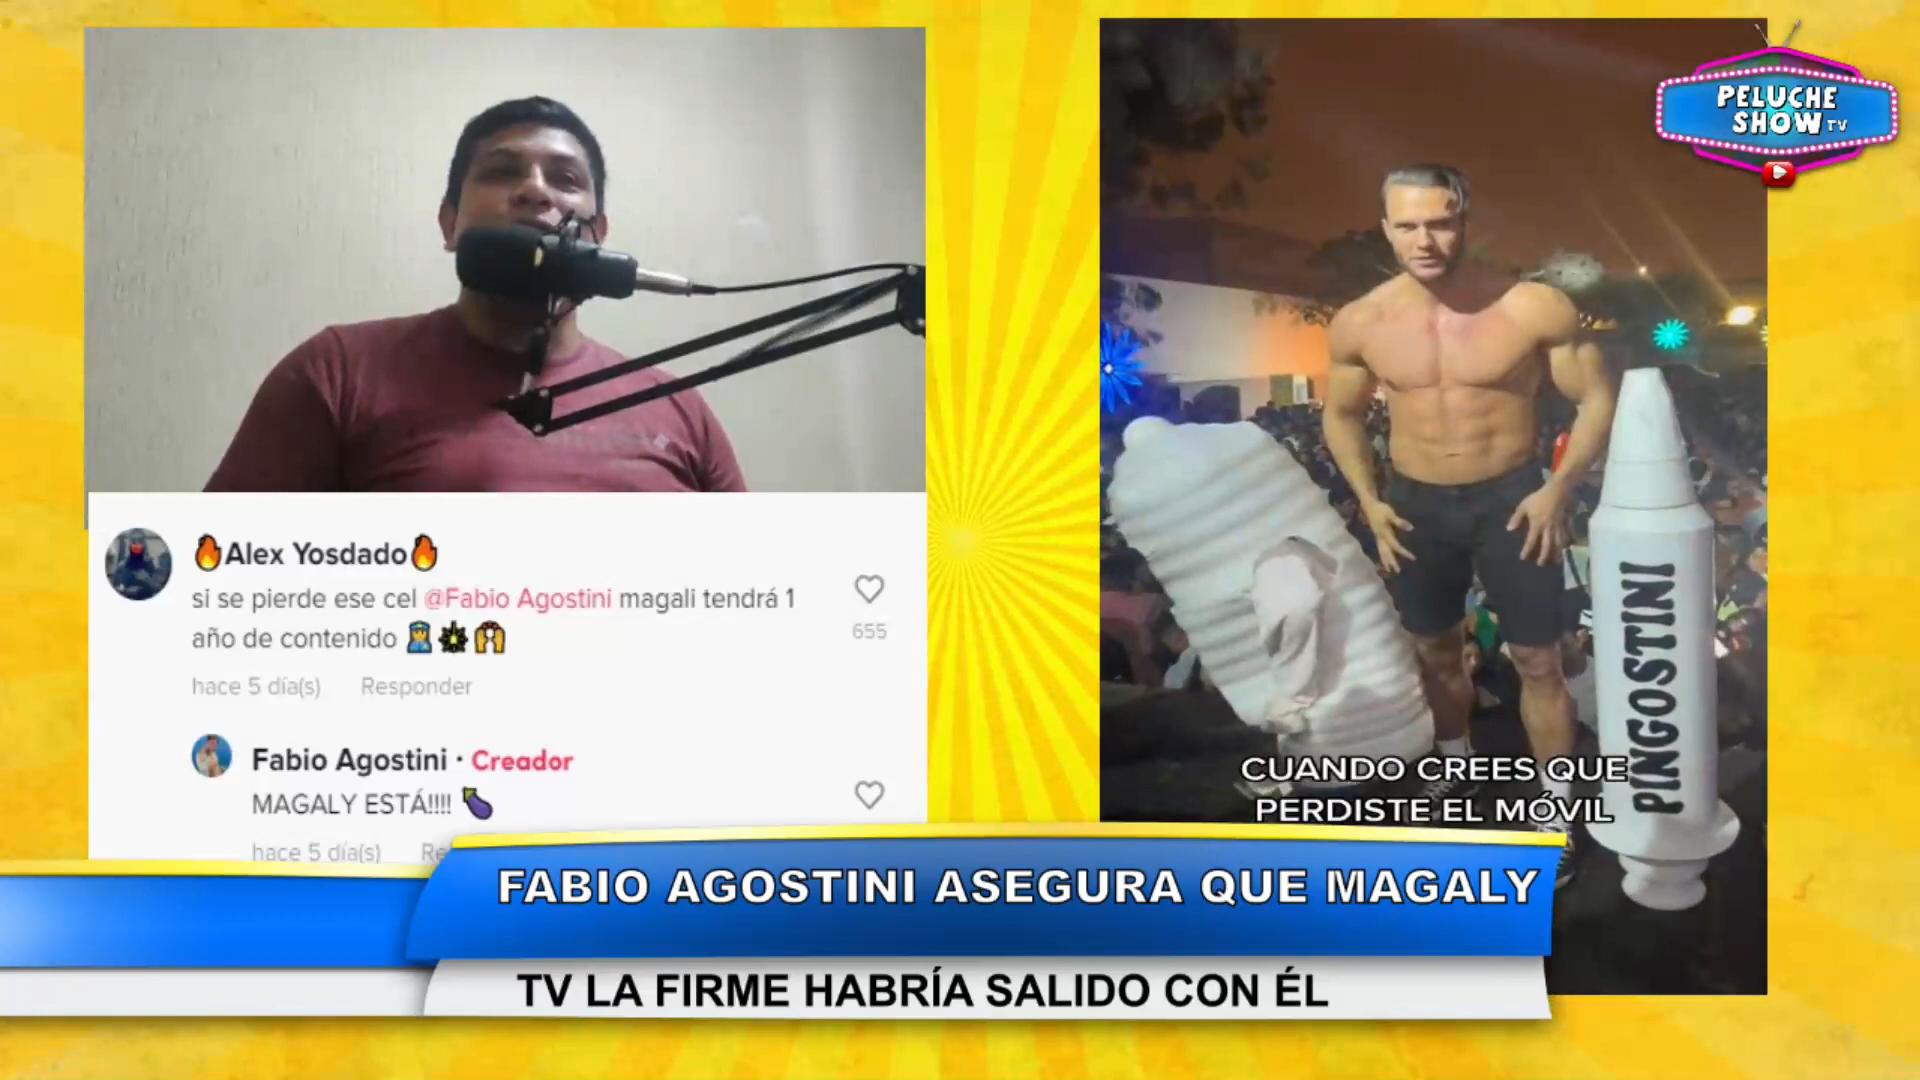 PELUCHE
SHOW TV
🔥Alex Yosdado🔥
si se pierde ese cel @Fabio Agostini magali tendrá 1
año de contenido
655
hace 5 día(s) Responder
Fabio Agostini · Creador
MAGALY ESTÁ!!!! 🍆
hace 5 día(s) Re
PINGOSTINI
CUANDO CREES QUE
PERDISTE EL MÓVIL
FABIO AGOSTINI ASEGURA QUE MAGALY
TV LA FIRME HABRÍA SALIDO CON ÉL